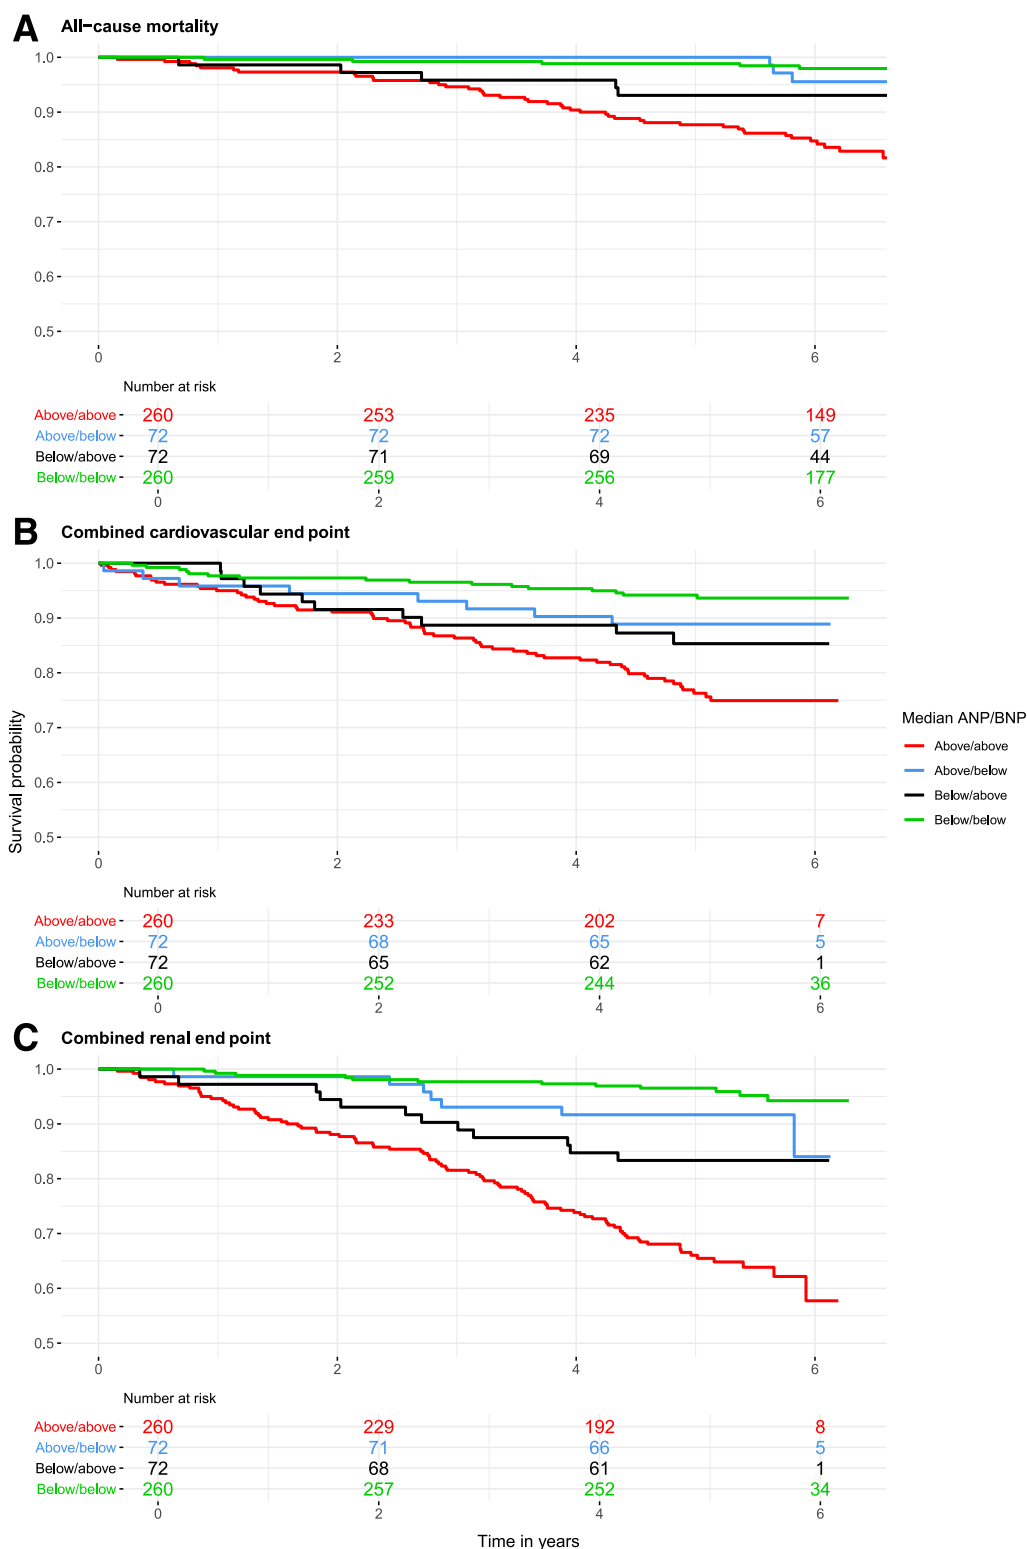 A All-cause mortality
1.0
0.9
0.8
0.7
0.6
0.5
0 2 4 6
Number at risk
Above/above 260 253 235 149
Above/below 72 72 72 57
Below/above 72 71 69 44
Below/below 260 259 256 177
0 2 4 6
B Combined cardiovascular end point
1.0
0.9
0.8
0.7
0.6
0.5
0 2 4 6
Survival probability
Median ANP/BNP
Above/above
Above/below
Below/above
Below/below
Number at risk
Above/above 260 233 202 7
Above/below 72 68 65 5
Below/above 72 65 62 1
Below/below 260 252 244 36
0 2 4 6
C Combined renal end point
1.0
0.9
0.8
0.7
0.6
0.5
0 2 4 6
Number at risk
Above/above 260 229 192 8
Above/below 72 71 66 5
Below/above 72 68 61 1
Below/below 260 257 252 34
0 2 4 6
Time in years